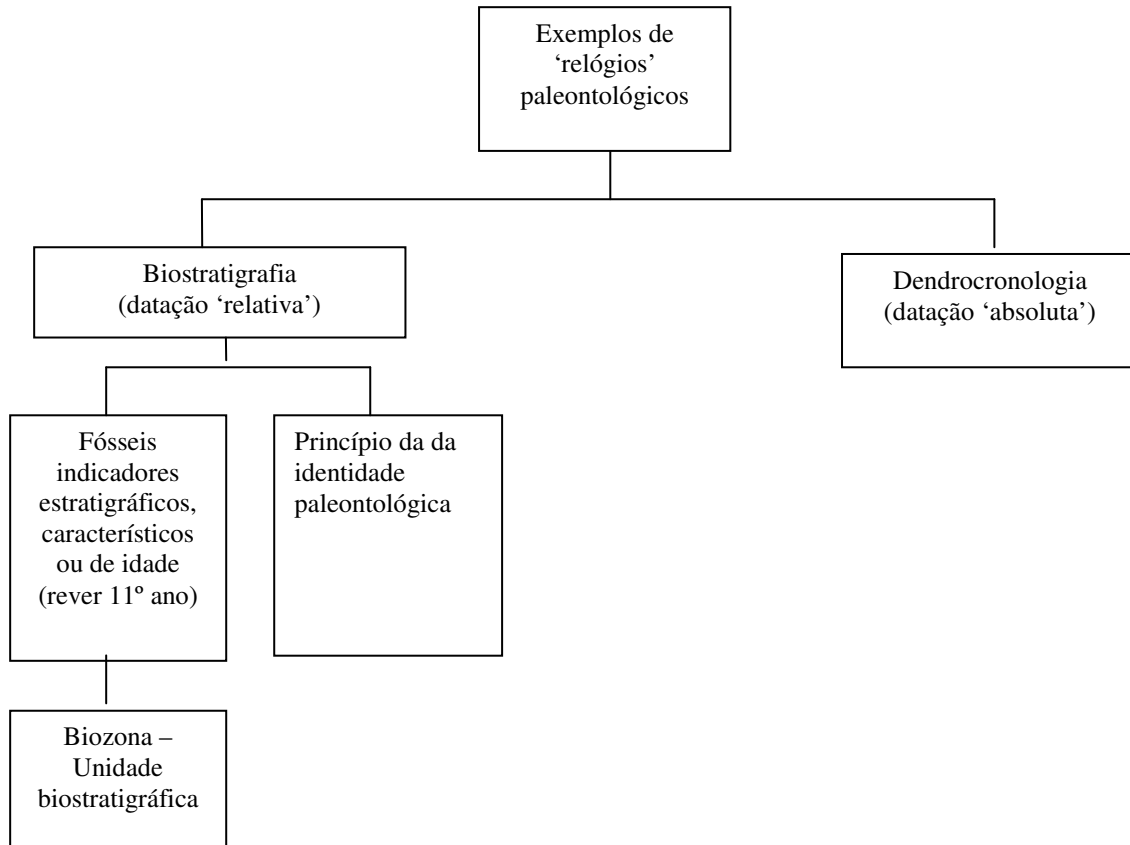 Exemplos de
‘relógios’
paleontológicos
Biostratigrafia
(datação ‘relativa’)
Dendrocronologia
(datação ‘absoluta’)
Fósseis
indicadores
estratigráficos,
característicos
ou de idade
(rever 11º ano)
Princípio da da
identidade
paleontológica
Biozona –
Unidade
biostratigráfica